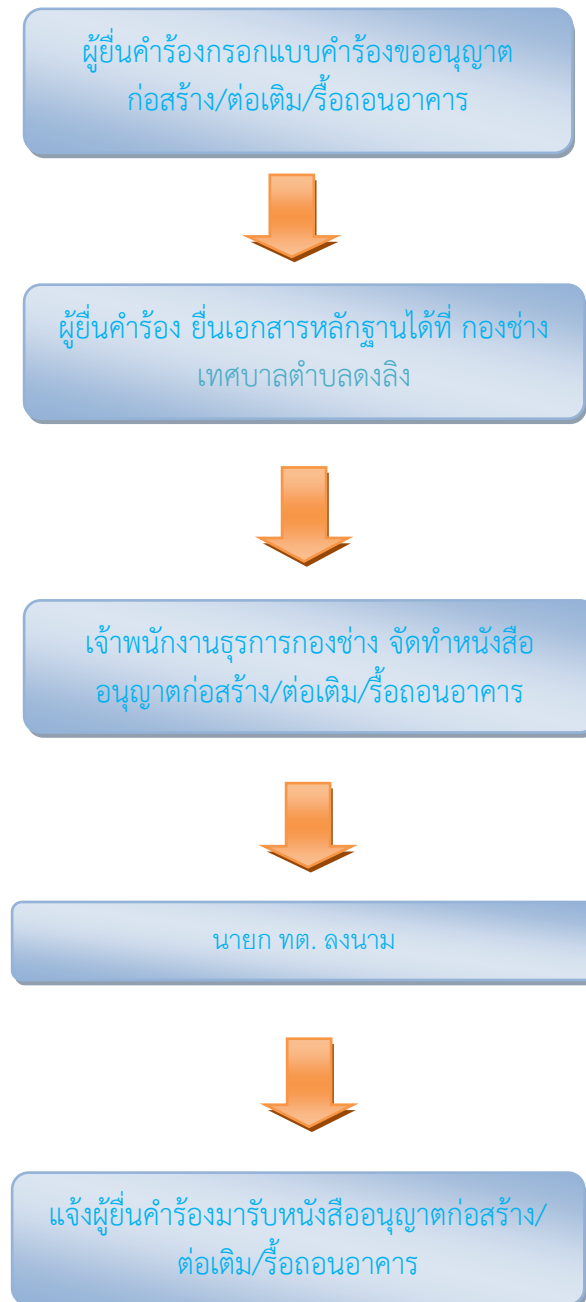 ผู้ยื่นคำร้องกรอกแบบคำร้องขออนุญาต
ก่อสร้าง/ต่อเติม/รื้อถอนอาคาร
ผู้ยื่นคำร้อง ยื่นเอกสารหลักฐานได้ที่ กองช่าง
เทศบาลตำบลดงลิง
เจ้าพนักงานธุรการกองช่าง จัดทำหนังสือ
อนุญาตก่อสร้าง/ต่อเติม/รื้อถอนอาคาร
นายก ทต. ลงนาม
แจ้งผู้ยื่นคำร้องมารับหนังสืออนุญาตก่อสร้าง/
ต่อเติม/รื้อถอนอาคาร